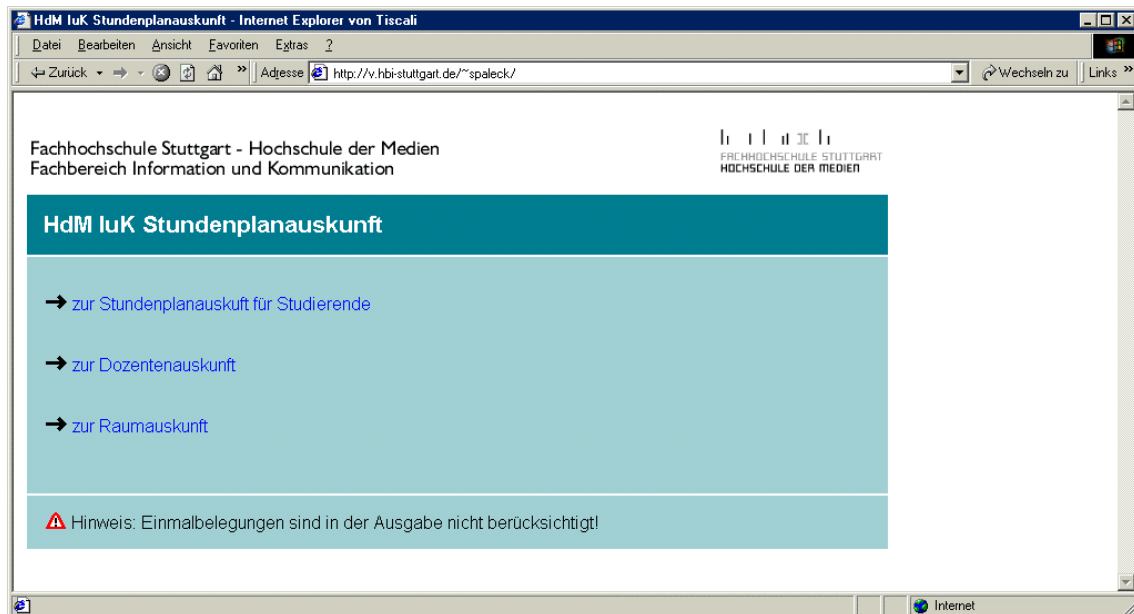 HdM IuK Stundenplanauskunft - Internet Explorer von Tiscali
Datei Bearbeiten Ansicht Favoriten Extras ?
Zurück » Adresse http://v.hbi-stuttgart.de/~spaleck/ Wechseln zu Links »
Fachhochschule Stuttgart - Hochschule der Medien
Fachbereich Information und Kommunikation
FACHHOCHSCHULE STUTTGART
HOCHSCHULE DER MEDIEN
HdM IuK Stundenplanauskunft
zur Stundenplanauskuft für Studierende
zur Dozentenauskunft
zur Raumauskunft
Hinweis: Einmalbelegungen sind in der Ausgabe nicht berücksichtigt!
Internet